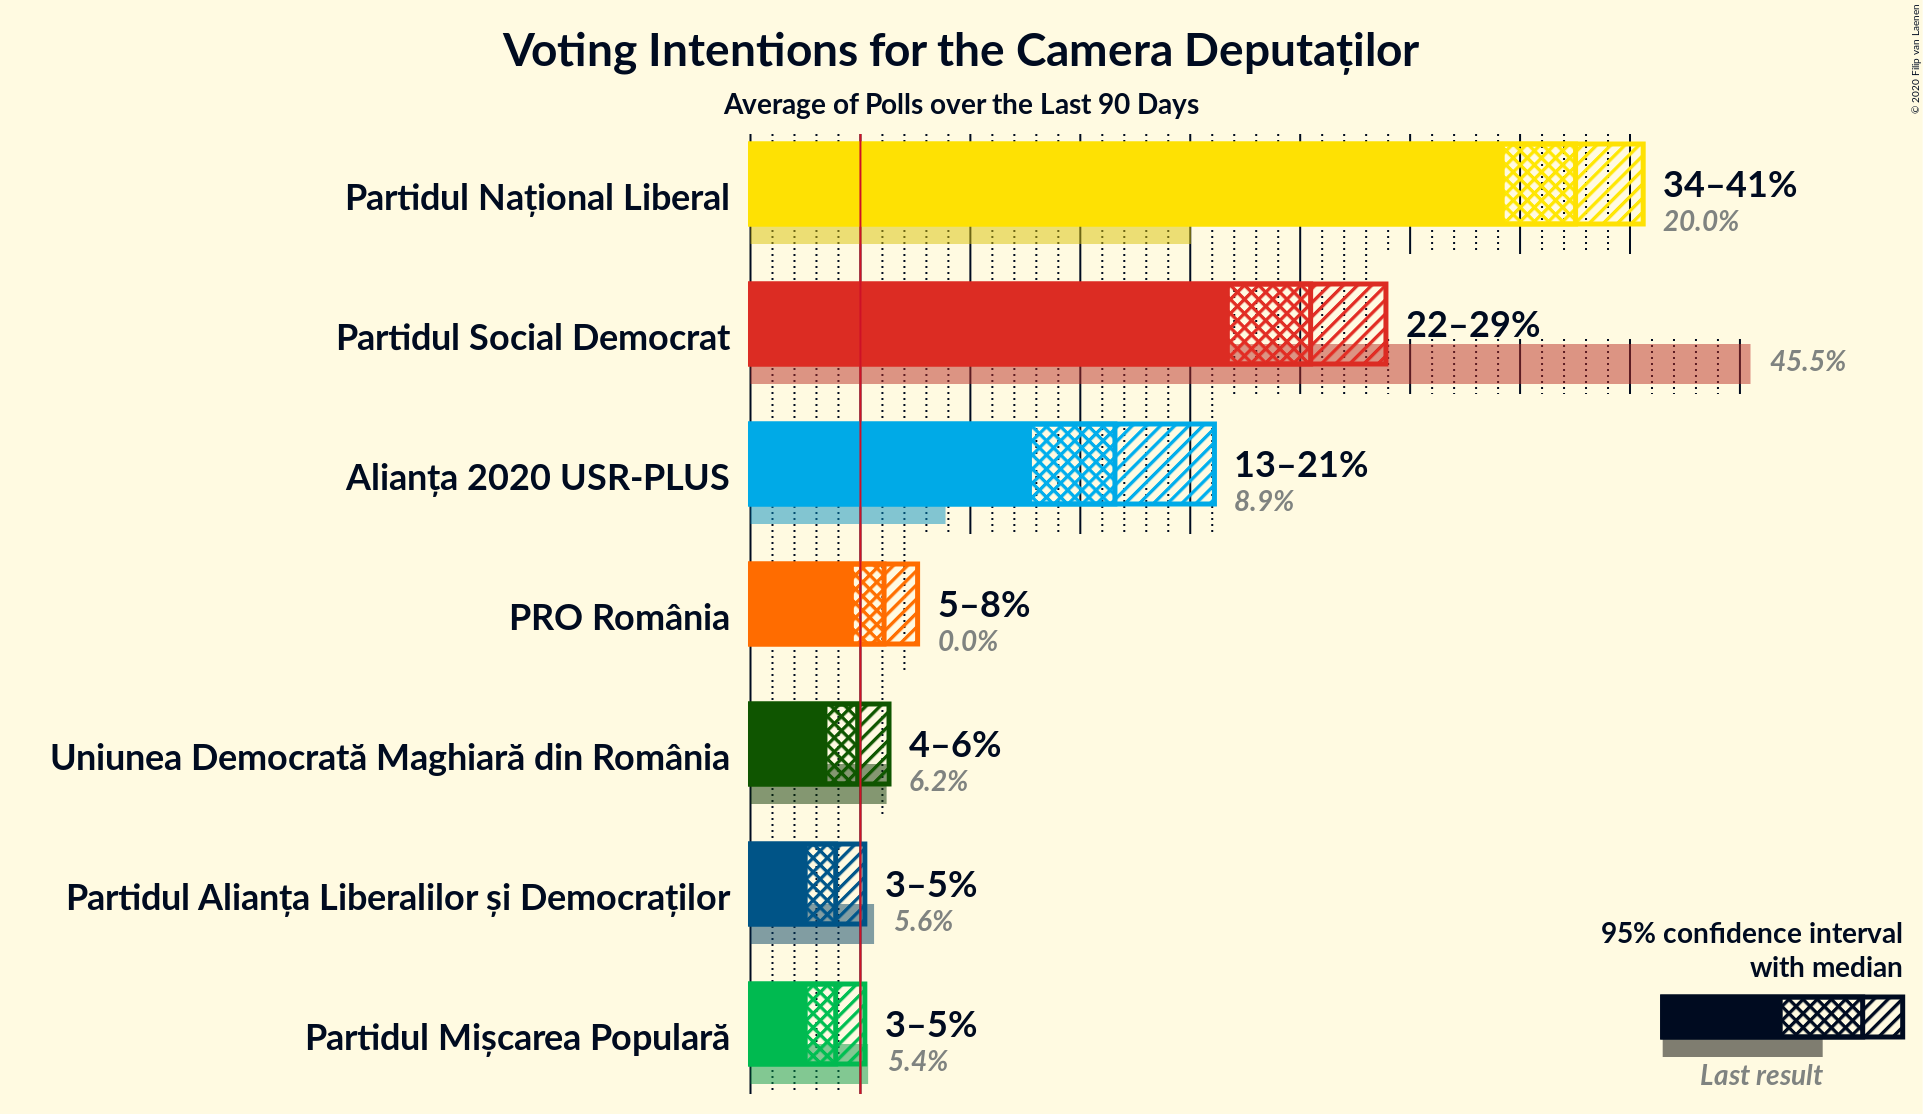 Voting Intentions for the Camera Deputaților
Average of Polls over the Last 90 Days
© 2020 Filip van Laenen
Partidul Național Liberal
34–41%
20.0%
Partidul Social Democrat
22–29%
45.5%
Alianța 2020 USR-PLUS
13–21%
8.9%
PRO România
5–8%
0.0%
Uniunea Democrată Maghiară din România
4–6%
6.2%
Partidul Alianța Liberalilor și Democraților
3–5%
5.6%
Partidul Mișcarea Populară
3–5%
5.4%
95% confidence interval
with median
Last result